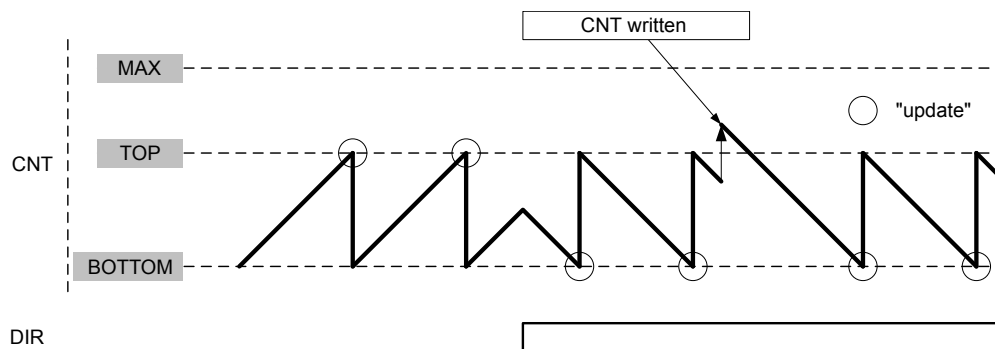 CNT written
MAX
"update"
TOP
CNT
BOTTOM
DIR